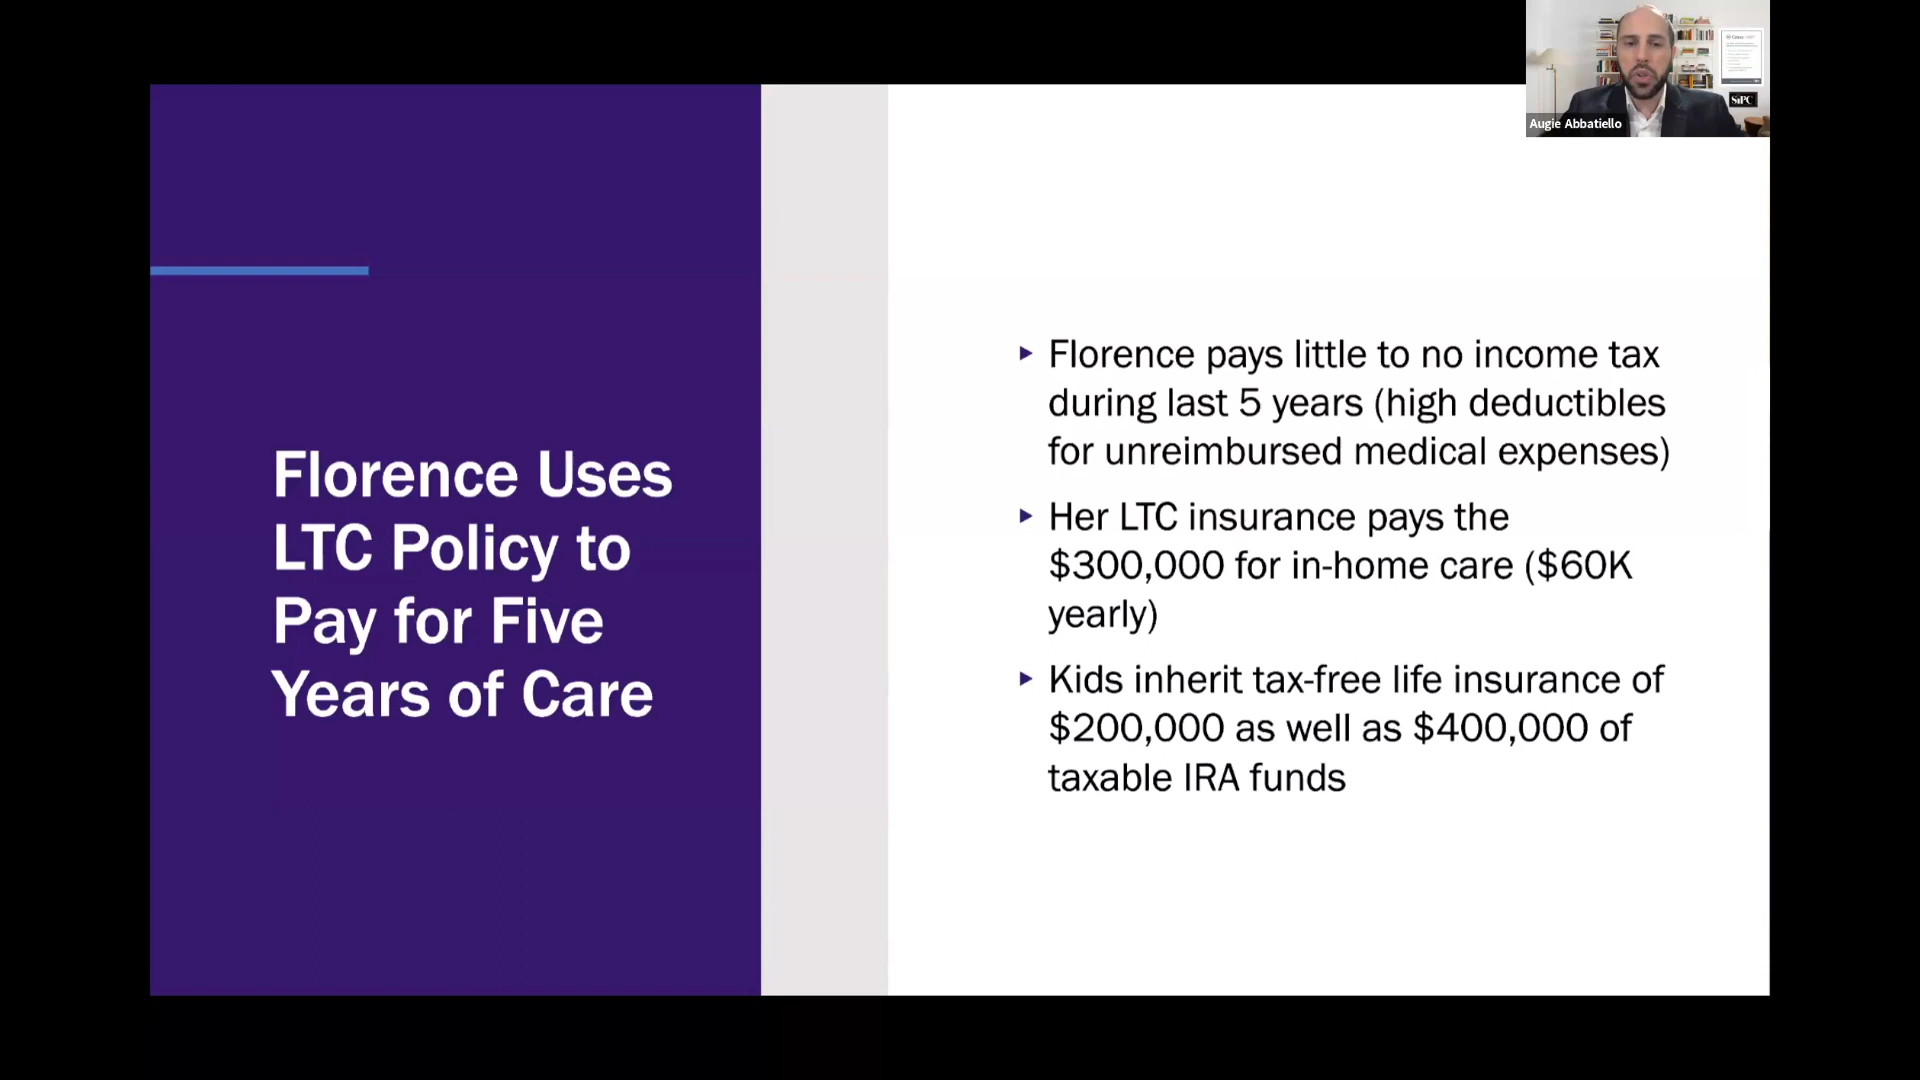 Augie Abbatiello
SiPC
Florence Uses
LTC Policy to
Pay for Five
Years of Care
▸ Florence pays little to no income tax
during last 5 years (high deductibles
for unreimbursed medical expenses)
▸ Her LTC insurance pays the
$300,000 for in-home care ($60K
yearly)
▸ Kids inherit tax-free life insurance of
$200,000 as well as $400,000 of
taxable IRA funds